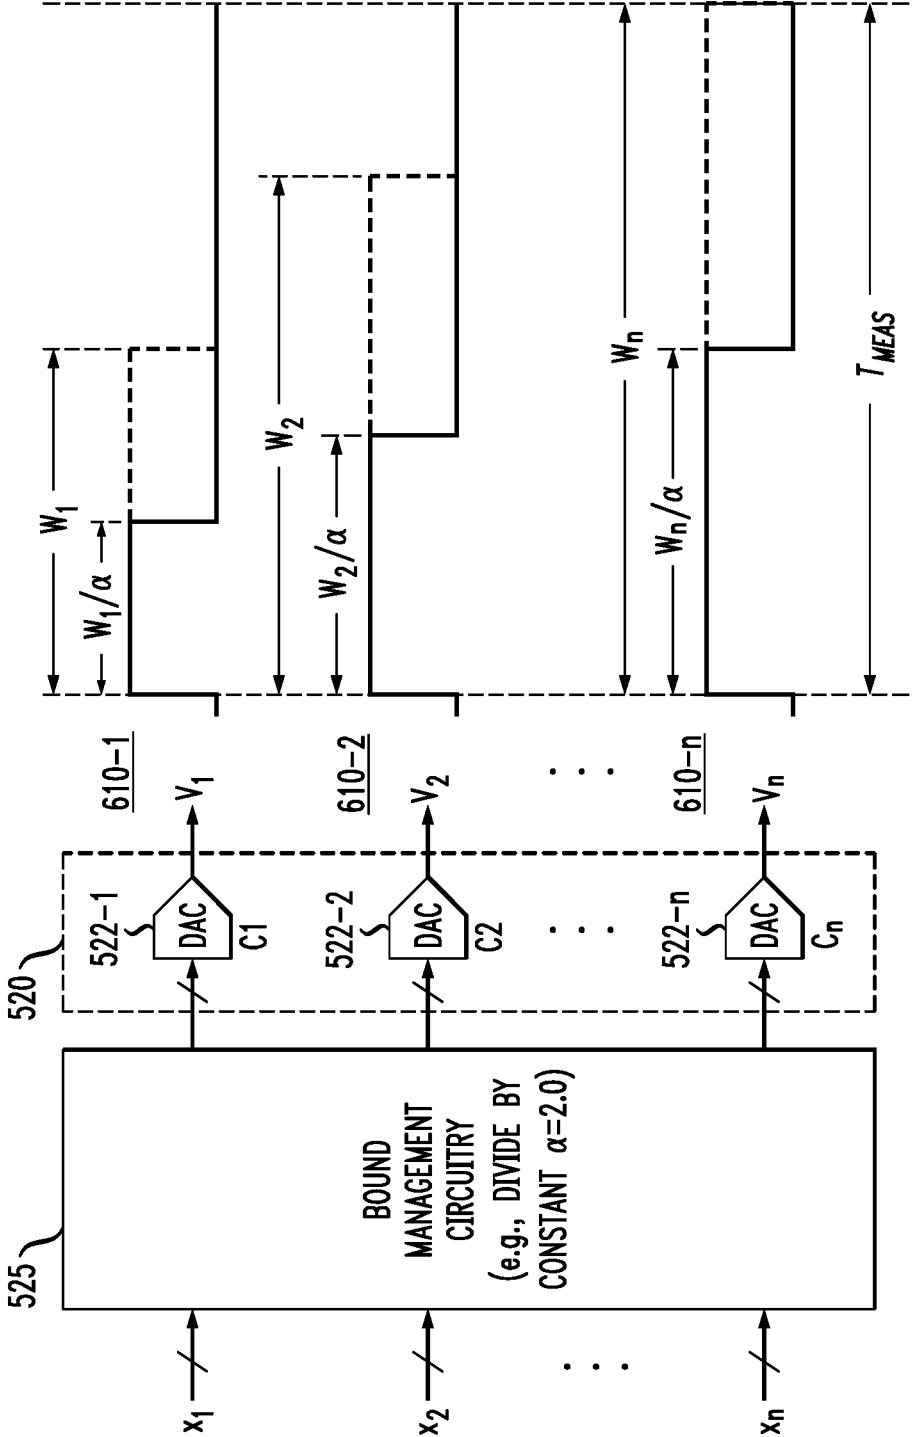 525
BOUND
MANAGEMENT
CIRCUITRY
(e.g., DIVIDE BY
CONSTANT α=2.0)
520
x1
522-1
DAC
C1
V1
610-1
W1
W1/α
x2
522-2
DAC
C2
V2
610-2
W2
W2/α
. . .
. . .
. . .
xn
522-n
DAC
Cn
Vn
610-n
Wn
Wn/α
TMEAS